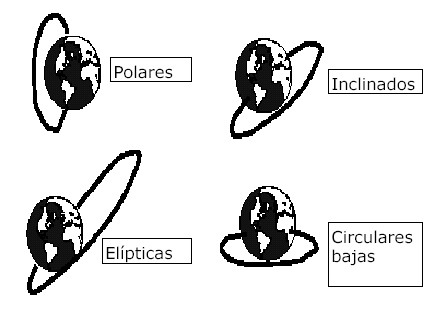 Polares
Inclinados
Elípticas
Circulares
bajas